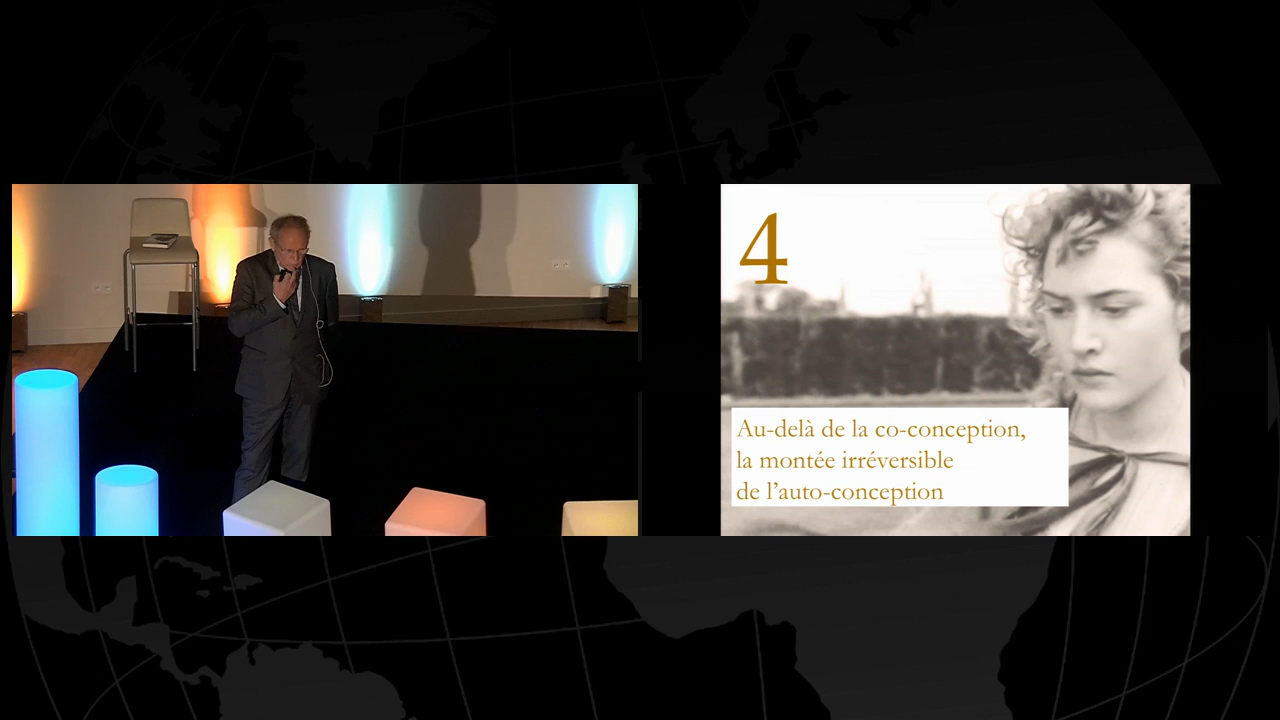 4
Au-delà de la co-conception,
la montée irréversible
de l'auto-conception